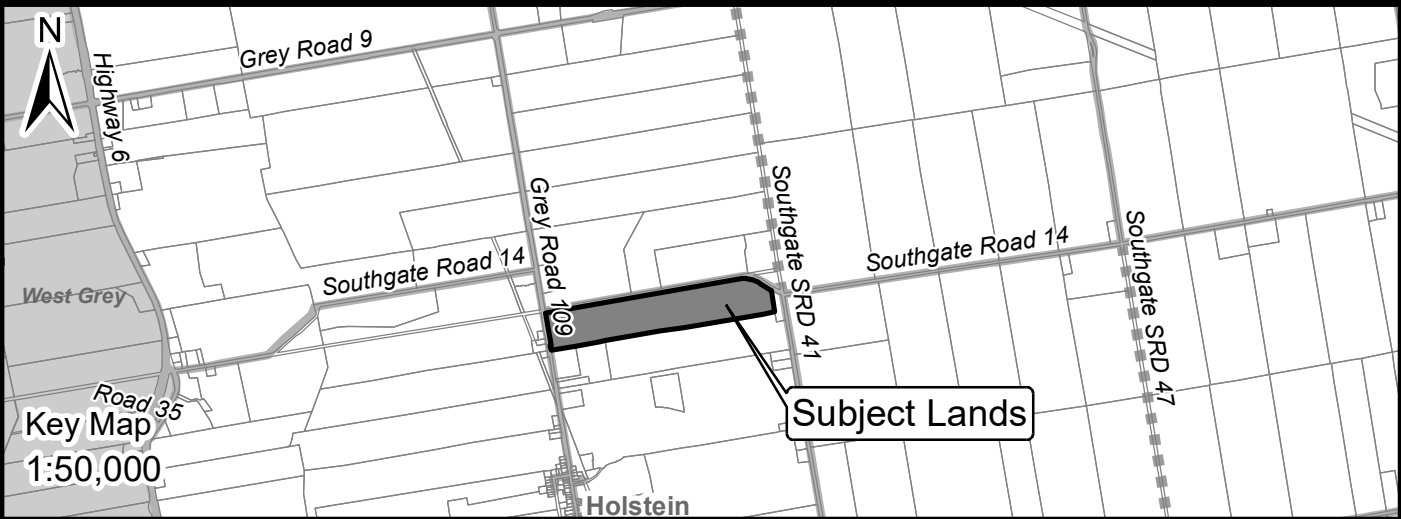 N
Grey Road 9
Highway 6
Grey Road 109
Southgate SRD 41
Southgate Road 14
Southgate Road 14
Southgate SRD 47
West Grey
Road 35
Key Map
1:50,000
Subject Lands
Holstein